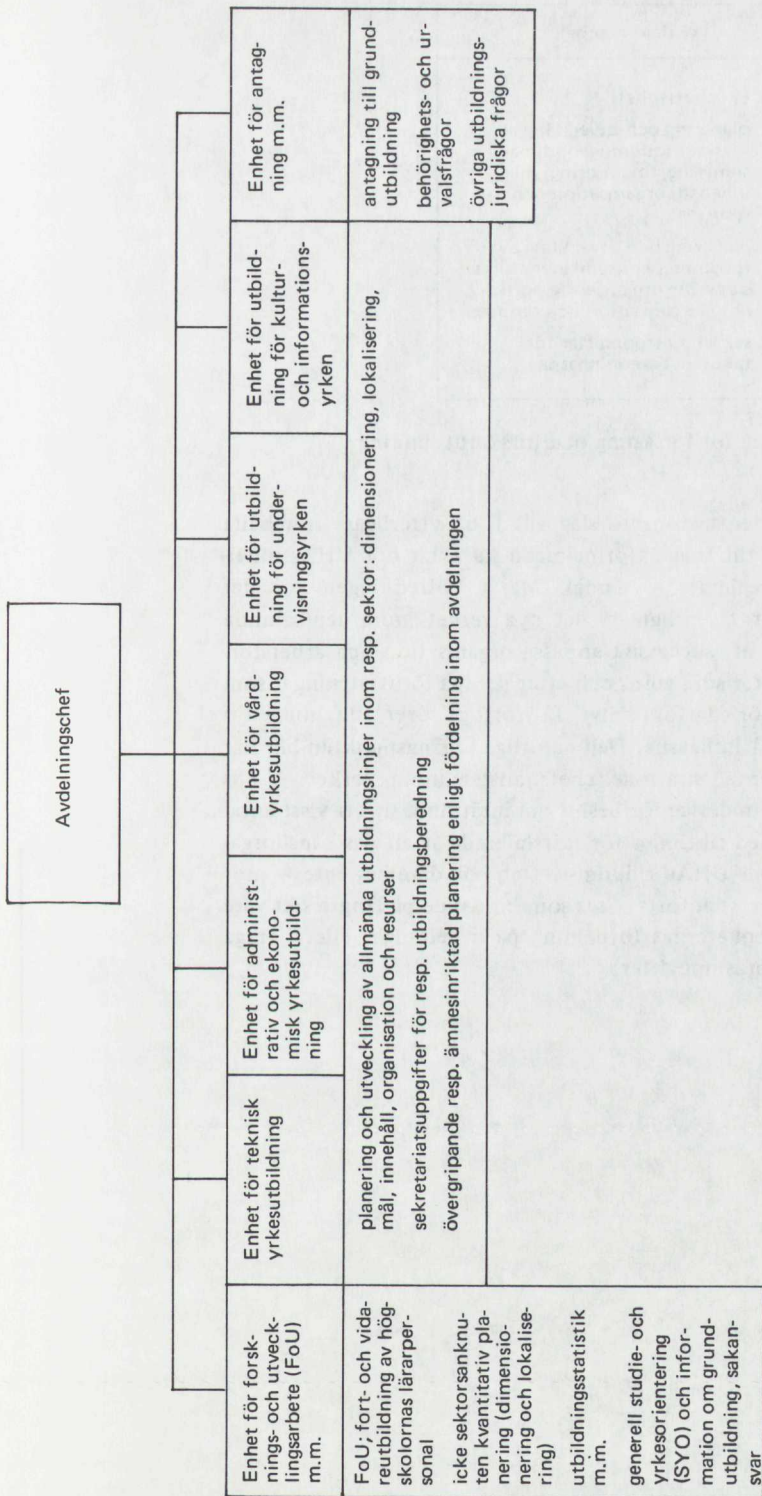 Avdelningschef
Enhet för forsk-
nings- och utveck-
lingsarbete (FoU)
m.m.
Enhet för teknisk
yrkesutbildning
Enhet för administ-
rativ och ekono-
misk yrkesutbild-
ning
Enhet för vård-
yrkesutbildning
Enhet för utbild-
ning för under-
visningsyrken
Enhet för utbild-
ning för kultur-
och informations-
yrken
Enhet för antag-
ning m.m.
FoU; fort- och vida-
reutbildning av hög-
skolornas lärarper-
sonal
icke sektorsanknu-
ten kvantitativ pla-
nering (dimensio-
nering och lokalise-
ring)
utbildningsstatistik
m.m.
generell studie- och
yrkesorientering
(SYO) och infor-
mation om grund-
utbildning, sakan-
svar
planering och utveckling av allmänna utbildningslinjer inom resp. sektor: dimensionering, lokalisering,
mål, innehåll, organisation och resurser
sekretariatsuppgifter för resp. utbildningsberedning
övergripande resp. ämnesinriktad planering enligt fördelning inom avdelningen
antagning till grund-
utbildning
behörighets- och ur-
valsfrågor
övriga utbildnings-
juridiska frågor